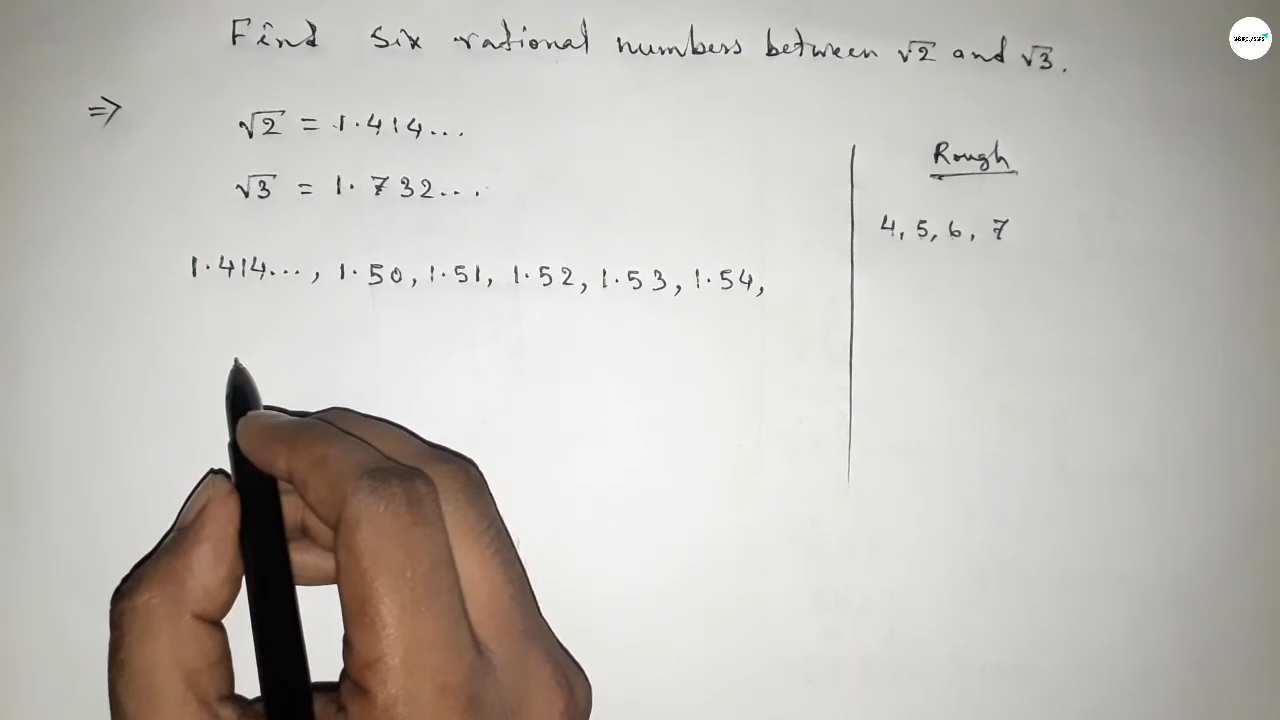 Find six rational numbers between √2 and √3.
⇒ √2 = 1.414...
√3 = 1.732...
1.414..., 1.50, 1.51, 1.52, 1.53, 1.54,
Rough
4, 5, 6, 7